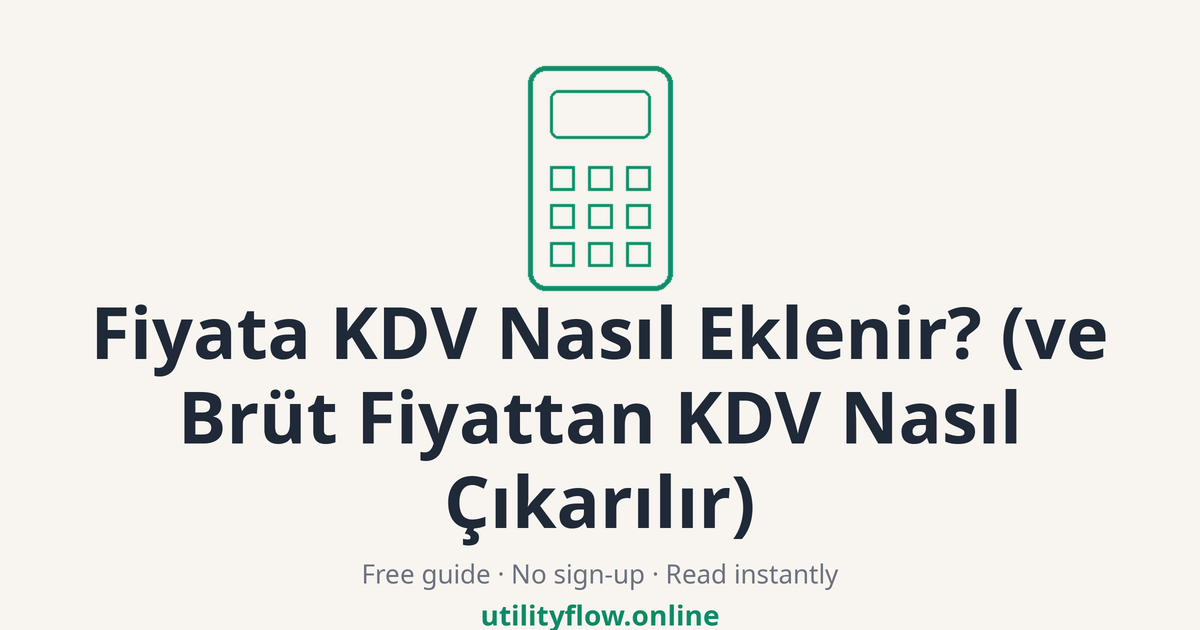 Fiyata KDV Nasıl Eklenir? (ve
Brüt Fiyattan KDV Nasıl
Çıkarılır)
Free guide · No sign-up · Read instantly
utilityflow.online